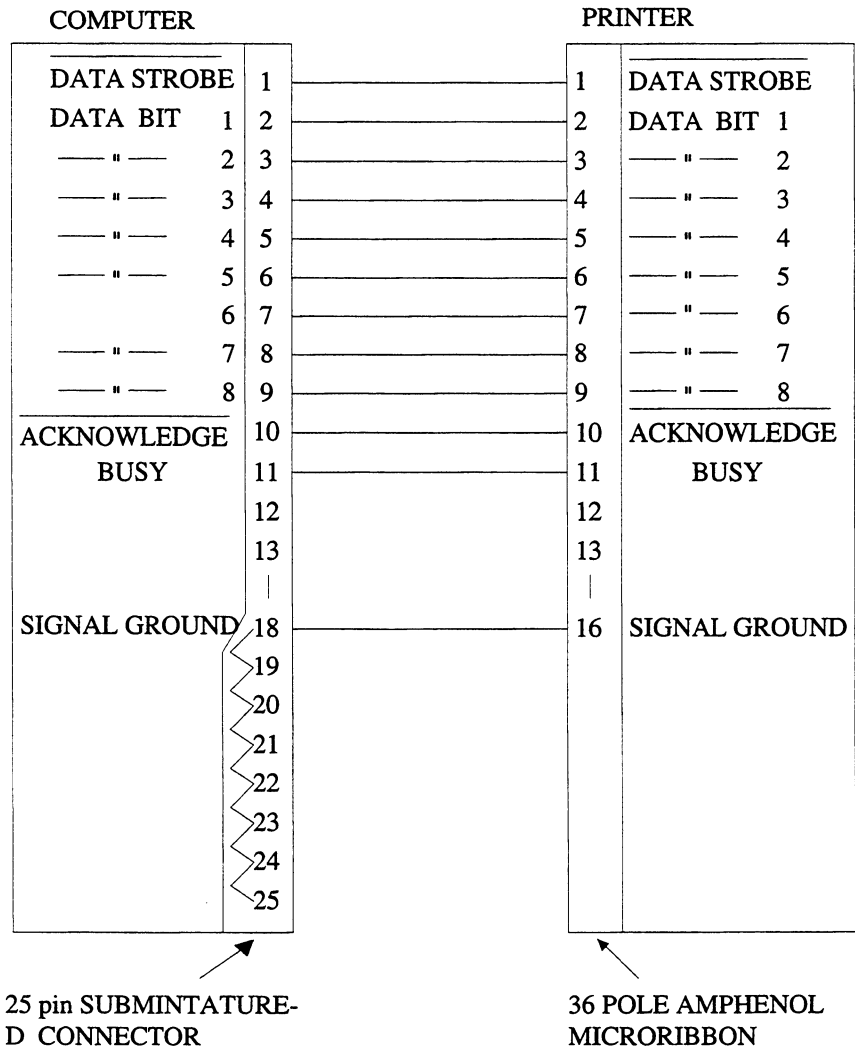 COMPUTER PRINTER
DATA STROBE 1 1 DATA STROBE
DATA BIT 1 2 2 DATA BIT 1
— " — 2 3 3 — " — 2
— " — 3 4 4 — " — 3
— " — 4 5 5 — " — 4
— " — 5 6 6 — " — 5
6 7 7 — " — 6
— " — 7 8 8 — " — 7
— " — 8 9 9 — " — 8
ACKNOWLEDGE 10 10 ACKNOWLEDGE
BUSY 11 11 BUSY
12 12
13 13
SIGNAL GROUND 18 16 SIGNAL GROUND
19
20
21
22
23
24
25
25 pin SUBMINTATURE- 36 POLE AMPHENOL
D CONNECTOR MICRORIBBON